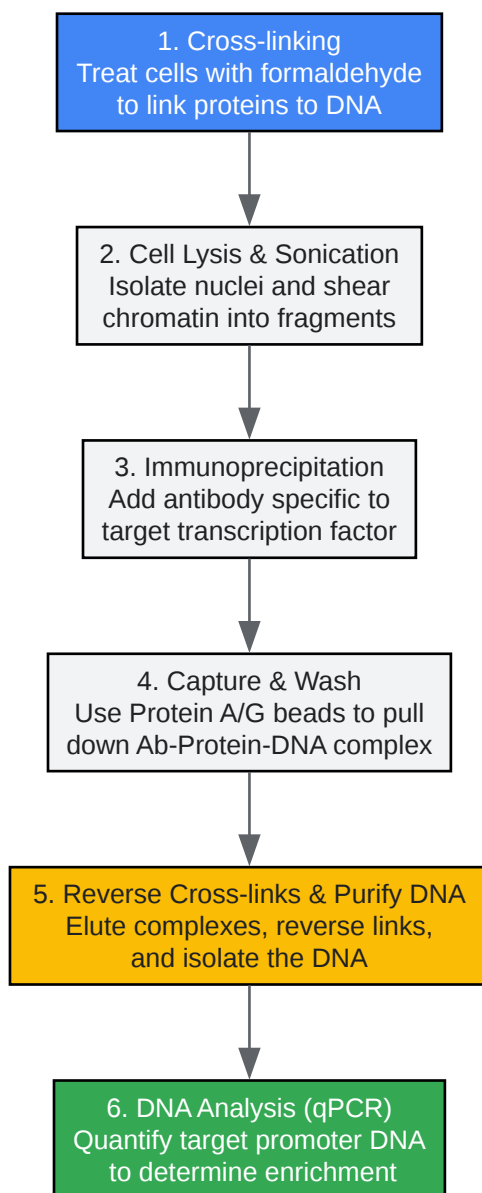 1. Cross-linking
Treat cells with formaldehyde
to link proteins to DNA
2. Cell Lysis & Sonication
Isolate nuclei and shear
chromatin into fragments
3. Immunoprecipitation
Add antibody specific to
target transcription factor
4. Capture & Wash
Use Protein A/G beads to pull
down Ab-Protein-DNA complex
5. Reverse Cross-links & Purify DNA
Elute complexes, reverse links,
and isolate the DNA
6. DNA Analysis (qPCR)
Quantify target promoter DNA
to determine enrichment